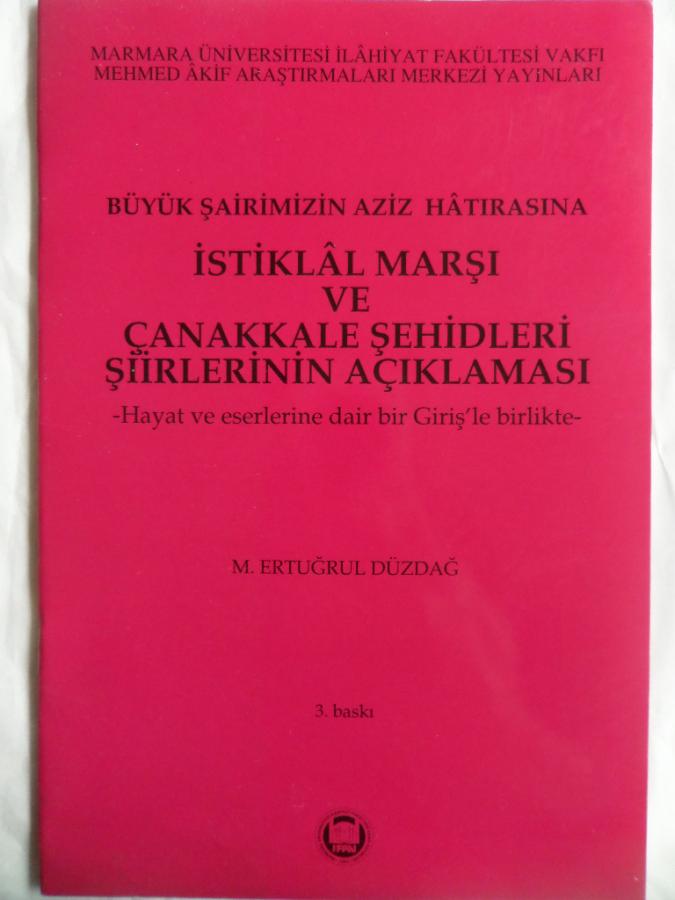 MARMARA ÜNİVERSİTESİ İLÂHİYAT FAKÜLTESİ VAKFI
MEHMED ÂKİF ARAŞTIRMALARI MERKEZİ YAYINLARI
BÜYÜK ŞAİRİMİZİN AZİZ HÂTIRASINA
İSTİKLÂL MARŞI
VE
ÇANAKKALE ŞEHİDLERİ
ŞİİRLERİNİN AÇIKLAMASI
-Hayat ve eserlerine dair bir Giriş'le birlikte-
M. ERTUĞRUL DÜZDAĞ
3. baskı